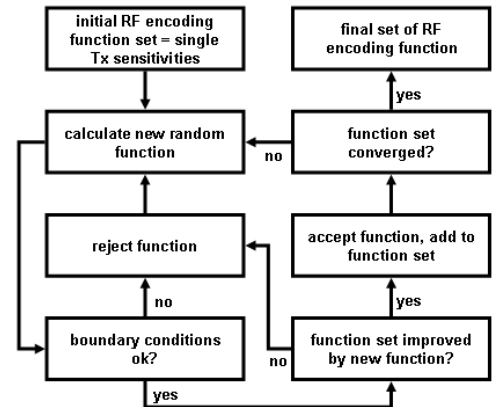 initial RF encoding
function set = single
Tx sensitivities
final set of RF
encoding function
yes
calculate new random
function
no
function set
converged?
reject function
accept function, add to
function set
no
yes
boundary conditions
ok?
no
function set improved
by new function?
yes